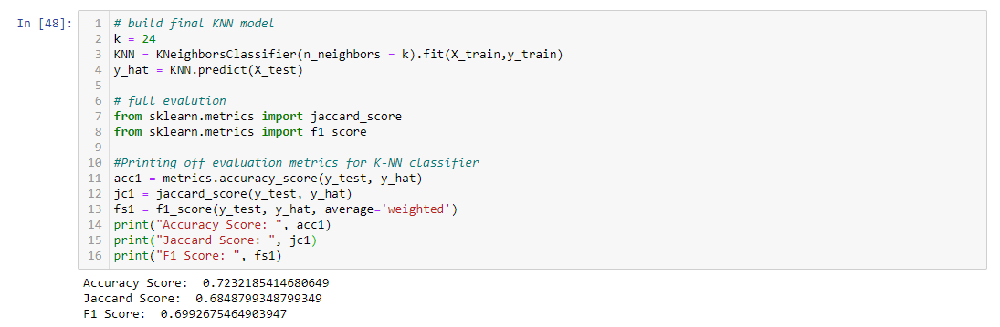 In [48]:
1 # build final KNN model
2 k = 24
3 KNN = KNeighborsClassifier(n_neighbors = k).fit(X_train,y_train)
4 y_hat = KNN.predict(X_test)
5
6 # full evalution
7 from sklearn.metrics import jaccard_score
8 from sklearn.metrics import f1_score
9
10 #Printing off evaluation metrics for K-NN classifier
11 acc1 = metrics.accuracy_score(y_test, y_hat)
12 jc1 = jaccard_score(y_test, y_hat)
13 fs1 = f1_score(y_test, y_hat, average='weighted')
14 print("Accuracy Score: ", acc1)
15 print("Jaccard Score: ", jc1)
16 print("F1 Score: ", fs1)
Accuracy Score:  0.7232185414680649
Jaccard Score:  0.6848799348799349
F1 Score:  0.6992675464903947